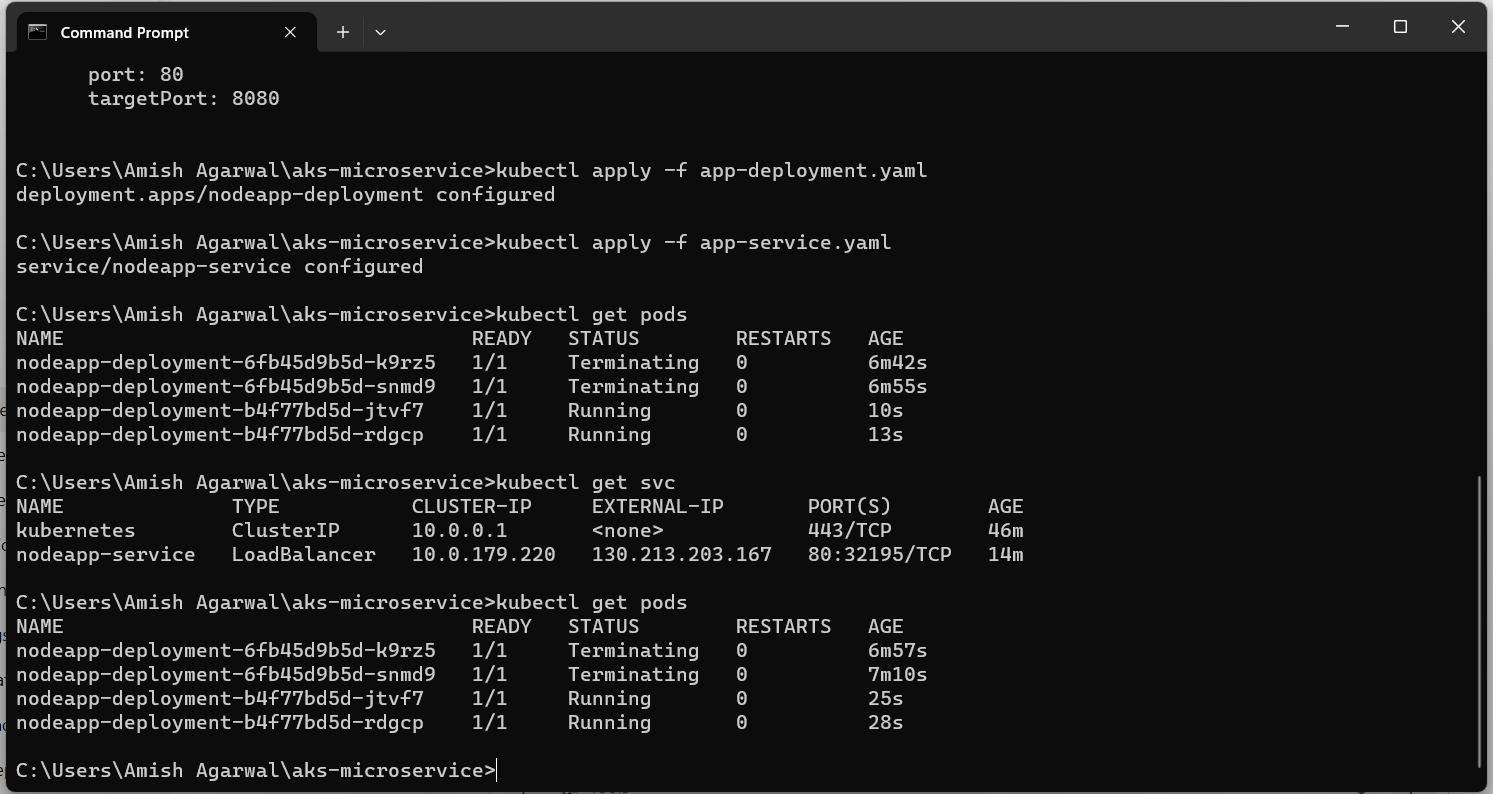 Command Prompt
port: 80
targetPort: 8080
C:\Users\Amish Agarwal\aks-microservice>kubectl apply -f app-deployment.yaml
deployment.apps/nodeapp-deployment configured
C:\Users\Amish Agarwal\aks-microservice>kubectl apply -f app-service.yaml
service/nodeapp-service configured
C:\Users\Amish Agarwal\aks-microservice>kubectl get pods
NAME READY STATUS RESTARTS AGE
nodeapp-deployment-6fb45d9b5d-k9rz5 1/1 Terminating 0 6m42s
nodeapp-deployment-6fb45d9b5d-snmd9 1/1 Terminating 0 6m55s
nodeapp-deployment-b4f77bd5d-jtvf7 1/1 Running 0 10s
nodeapp-deployment-b4f77bd5d-rdgcp 1/1 Running 0 13s
C:\Users\Amish Agarwal\aks-microservice>kubectl get svc
NAME TYPE CLUSTER-IP EXTERNAL-IP PORT(S) AGE
kubernetes ClusterIP 10.0.0.1 <none> 443/TCP 46m
nodeapp-service LoadBalancer 10.0.179.220 130.213.203.167 80:32195/TCP 14m
C:\Users\Amish Agarwal\aks-microservice>kubectl get pods
NAME READY STATUS RESTARTS AGE
nodeapp-deployment-6fb45d9b5d-k9rz5 1/1 Terminating 0 6m57s
nodeapp-deployment-6fb45d9b5d-snmd9 1/1 Terminating 0 7m10s
nodeapp-deployment-b4f77bd5d-jtvf7 1/1 Running 0 25s
nodeapp-deployment-b4f77bd5d-rdgcp 1/1 Running 0 28s
C:\Users\Amish Agarwal\aks-microservice>